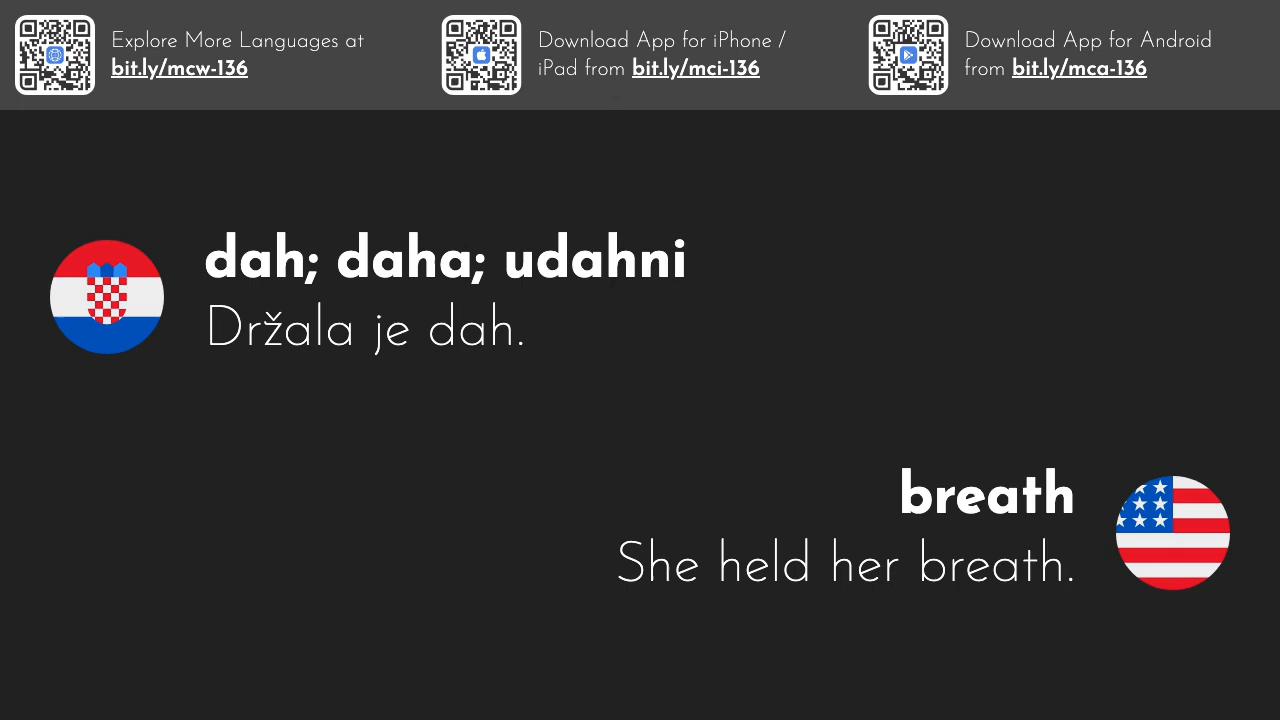 Explore More Languages at
bit.ly/mcw-136
Download App for iPhone /
iPad from bit.ly/mci-136
Download App for Android
from bit.ly/mca-136
dah; daha; udahni
Držala je dah.
breath
She held her breath.